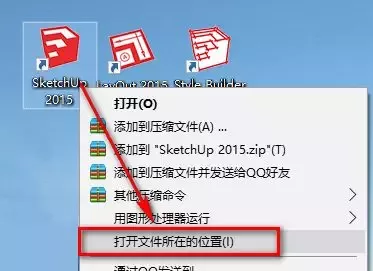 SketchUp
2015
LayOut 2015
Style Builder
打开(O)
添加到压缩文件(A) ...
添加到 "SketchUp 2015.zip"(T)
添加到压缩文件并发送给QQ好友
其他压缩命令
用图形处理器运行
打开文件所在的位置(I)
通过QQ发送到